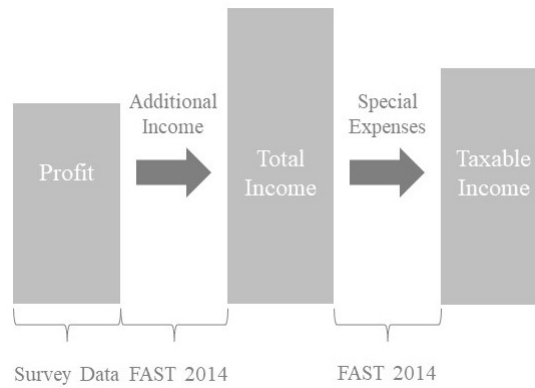 Additional
Income
Special
Expenses
Profit
Total
Income
Taxable
Income
Survey Data
FAST 2014
FAST 2014